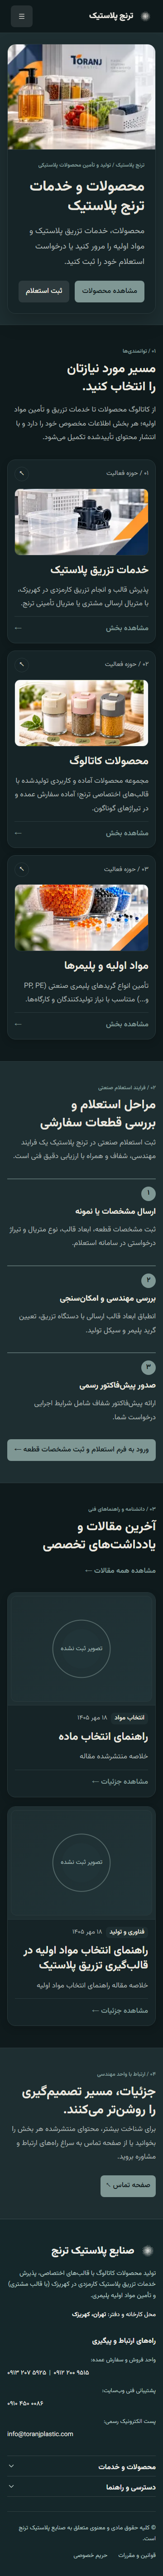 ترنج پلاستیک
TORANJ
ترنج پلاستیک / تولید و تأمین محصولات پلاستیکی
محصولات و خدمات
ترنج پلاستیک
محصولات، خدمات تزریق پلاستیک و
مواد اولیه را مرور کنید یا درخواست
استعلام خود را ثبت کنید.
مشاهده محصولات
ثبت استعلام
۰۱ / توانمندی‌ها
مسیر مورد نیازتان
را انتخاب کنید.
از کاتالوگ محصولات تا خدمات تزریق و تأمین مواد
اولیه؛ هر بخش اطلاعات مخصوص خود را دارد و با
انتشار محتوای تأییدشده تکمیل می‌شود.
۰۱ / حوزه فعالیت
خدمات تزریق پلاستیک
پذیرش قالب و انجام تزریق کارمزدی در کهریزک،
با متریال ارسالی مشتری یا متریال تأمینی ترنج.
مشاهده بخش ←
۰۲ / حوزه فعالیت
محصولات کاتالوگ
مجموعه محصولات آماده و کاربردی تولیدشده با
قالب‌های اختصاصی ترنج؛ آماده سفارش عمده و
در تیراژهای گوناگون.
مشاهده بخش ←
۰۳ / حوزه فعالیت
مواد اولیه و پلیمرها
تأمین انواع گریدهای پلیمری صنعتی (PP, PE
و...) متناسب با نیاز تولیدکنندگان و کارگاه‌ها.
مشاهده بخش ←
۰۲ / فرایند استعلام صنعتی
مراحل استعلام و
بررسی قطعات سفارشی
ثبت استعلام صنعتی در ترنج پلاستیک یک فرایند
مهندسی، شفاف و همراه با ارزیابی دقیق فنی است.
۱
ارسال مشخصات یا نمونه
ثبت مشخصات قطعه، ابعاد قالب، نوع متریال و تیراژ
درخواستی در سامانه استعلام.
۲
بررسی مهندسی و امکان‌سنجی
انطباق ابعاد قالب ارسالی با دستگاه تزریق، تعیین
گرید پلیمر و سیکل تولید.
۳
صدور پیش‌فاکتور رسمی
ارائه پیش‌فاکتور شفاف شامل شرایط اجرایی
درخواست شما.
ورود به فرم استعلام و ثبت مشخصات قطعه ←
۰۳ / دانشنامه و راهنماهای فنی
آخرین مقالات و
یادداشت‌های تخصصی
مشاهده همه مقالات ←
تصویر ثبت نشده
انتخاب مواد
۱۸ مهر ۱۴۰۵
راهنمای انتخاب ماده
خلاصه منتشرشده مقاله
مشاهده جزئیات ←
تصویر ثبت نشده
فناوری و تولید
۱۸ مهر ۱۴۰۵
راهنمای انتخاب مواد اولیه در
قالب‌گیری تزریق پلاستیک
خلاصه مقاله راهنمای انتخاب مواد اولیه
مشاهده جزئیات ←
۰۴ / ارتباط با واحد مهندسی
جزئیات، مسیر تصمیم‌گیری
را روشن‌تر می‌کنند.
برای شناخت بیشتر، محتوای منتشرشده هر بخش را
بخوانید یا از صفحه تماس به سراغ راه‌های ارتباط و
مشاوره بروید.
صفحه تماس ↖
صنایع پلاستیک ترنج
تولید محصولات کاتالوگ با قالب‌های اختصاصی، پذیرش
خدمات تزریق پلاستیک کارمزدی در کهریزک (با قالب مشتری)
و تأمین مواد اولیه پلیمری.
محل کارخانه و دفتر: تهران، کهریزک
راه‌های ارتباط و پیگیری
واحد فروش و سفارش عمده:
۰۹۱۲ ۲۰۰ ۹۵۱۵ | ۰۹۱۳ ۲۰۷ ۵۹۲۵
پشتیبانی فنی وب‌سایت:
۰۹۱۰ ۴۵۰ ۰۰۸۶
پست الکترونیک رسمی:
info@toranjplastic.com
محصولات و خدمات
دسترسی و راهنما
© کلیه حقوق مادی و معنوی متعلق به صنایع پلاستیک ترنج
است.
قوانین و مقررات
حریم خصوصی